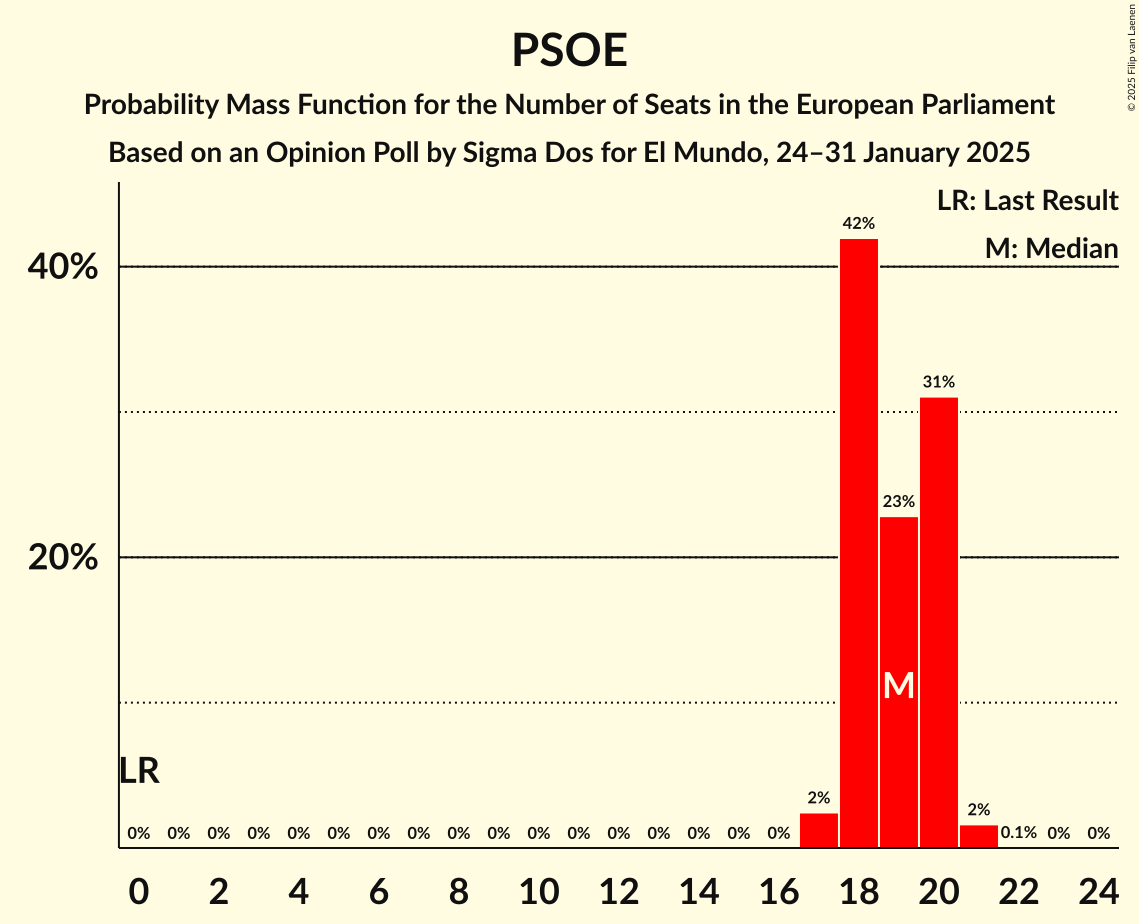 PSOE
Probability Mass Function for the Number of Seats in the European Parliament
Based on an Opinion Poll by Sigma Dos for El Mundo, 24–31 January 2025
© 2025 Filip van Laenen
LR: Last Result
M: Median
40%
20%
42%
31%
23%
M
LR
0% 0% 0% 0% 0% 0% 0% 0% 0% 0% 0% 0% 0% 0% 0% 0% 0% 2% 2% 0.1% 0% 0%
0 2 4 6 8 10 12 14 16 18 20 22 24